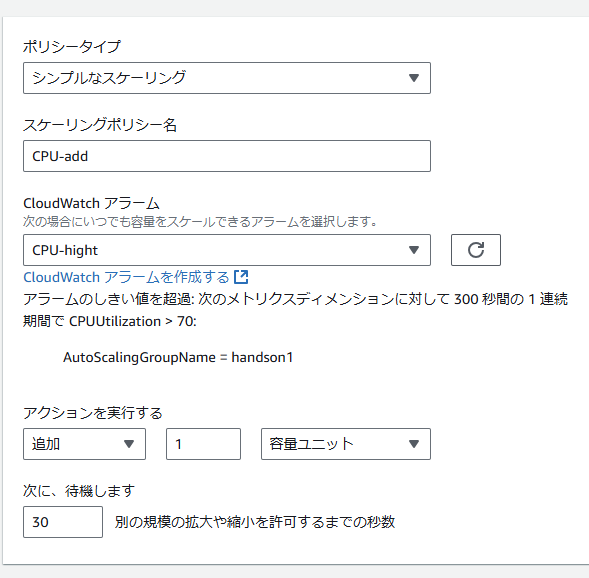 ポリシータイプ
シンプルなスケーリング
スケーリングポリシー名
CPU-add
CloudWatch アラーム
次の場合にいつでも容量をスケールできるアラームを選択します。
CPU-hight
CloudWatch アラームを作成する
アラームのしきい値を超過: 次のメトリクスディメンションに対して 300 秒間の 1 連続
期間で CPUUtilization > 70:
AutoScalingGroupName = handson1
アクションを実行する
追加 1 容量ユニット
次に、待機します
30 別の規模の拡大や縮小を許可するまでの秒数